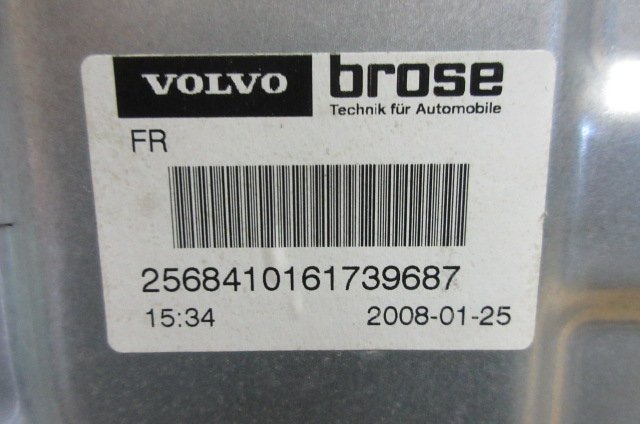 VOLVO brose
Technik für Automobile
FR
2568410161739687
15:34 2008-01-25